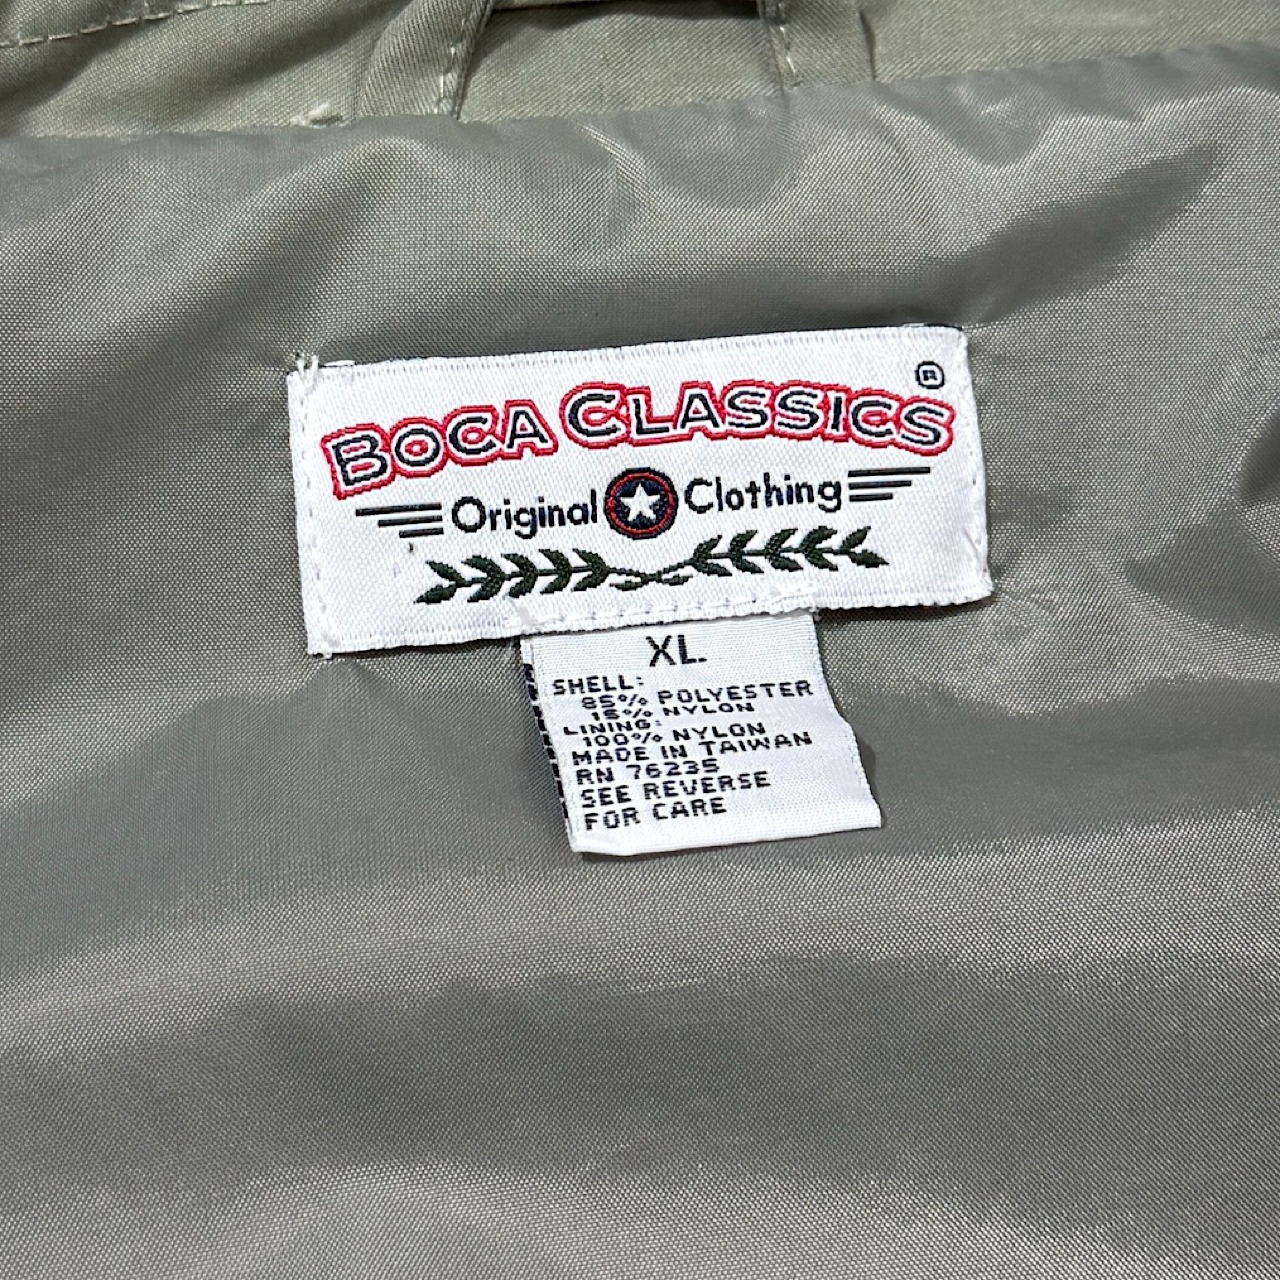 BOCA CLASSICS ®
Original Clothing
XL
SHELL:
85% POLYESTER
15% NYLON
LINING:
100% NYLON
MADE IN TAIWAN
RN 76235
SEE REVERSE
FOR CARE